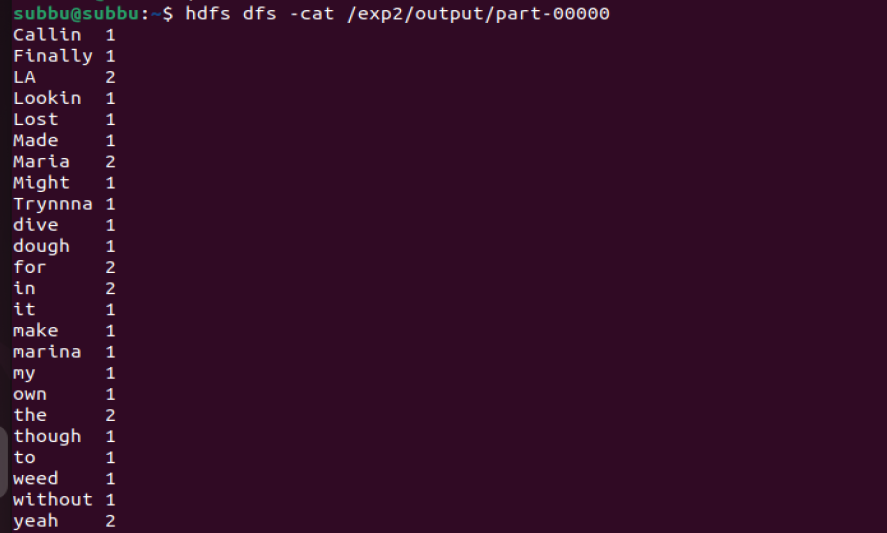 subbu@subbu:~$ hdfs dfs -cat /exp2/output/part-00000
Callin 1
Finally 1
LA 2
Lookin 1
Lost 1
Made 1
Maria 2
Might 1
Trynnna 1
dive 1
dough 1
for 2
in 2
it 1
make 1
marina 1
my 1
own 1
the 2
though 1
to 1
weed 1
without 1
yeah 2